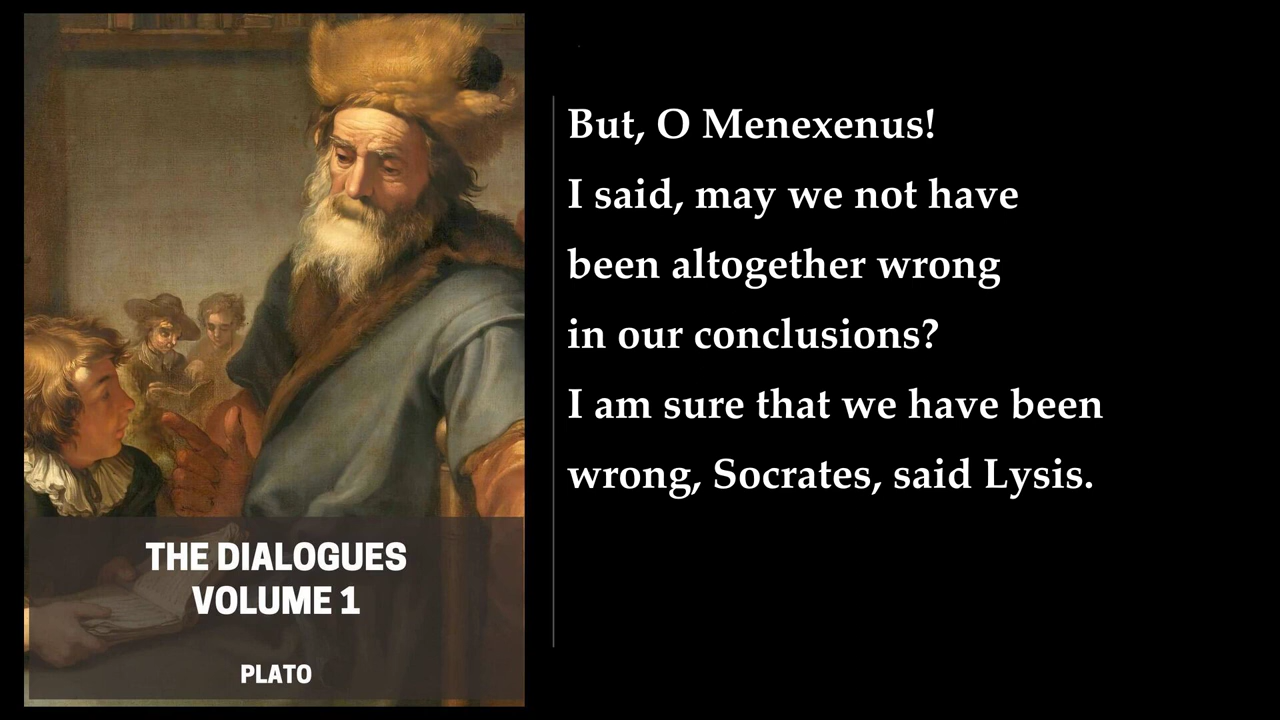 But, O Menexenus!
I said, may we not have
been altogether wrong
in our conclusions?
I am sure that we have been
wrong, Socrates, said Lysis.
THE DIALOGUES
VOLUME 1
PLATO